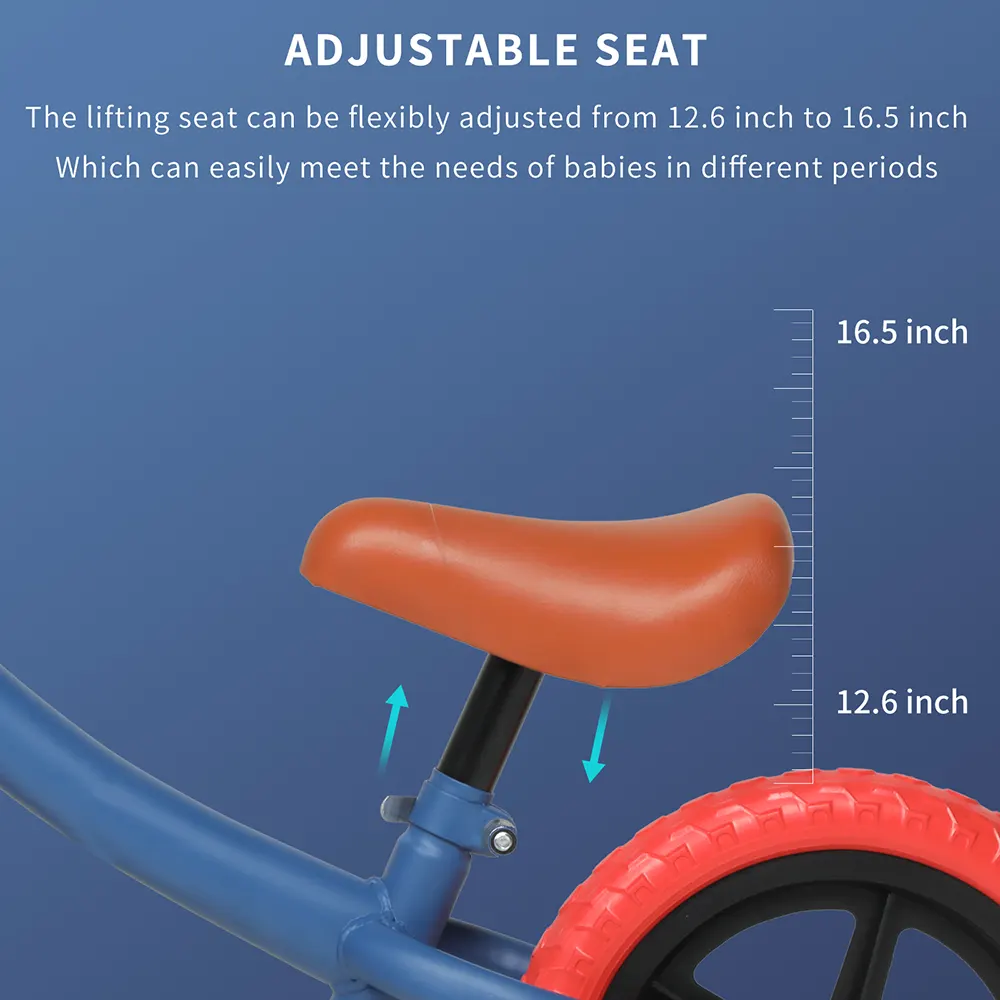 ADJUSTABLE SEAT
The lifting seat can be flexibly adjusted from 12.6 inch to 16.5 inch
Which can easily meet the needs of babies in different periods
16.5 inch
12.6 inch